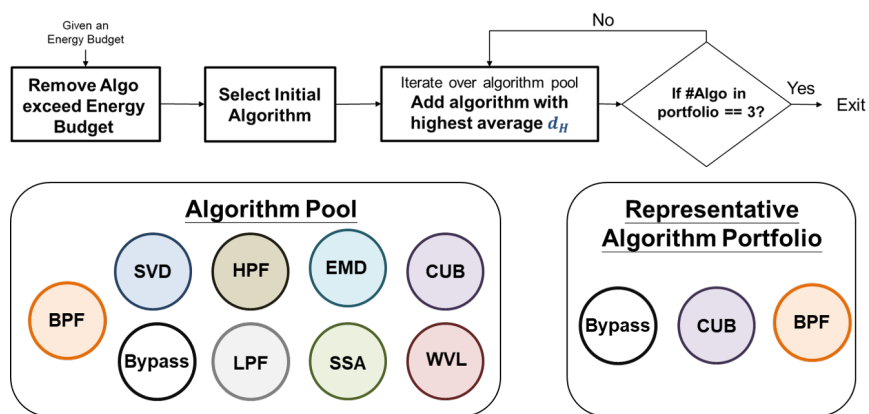 Given an
Energy Budget
Remove Algo
exceed Energy
Budget
Select Initial
Algorithm
Iterate over algorithm pool
Add algorithm with
highest average d_H
No
If #Algo in
portfolio == 3?
Yes
Exit
Algorithm Pool
SVD
HPF
EMD
CUB
BPF
Bypass
LPF
SSA
WVL
Representative
Algorithm Portfolio
Bypass
CUB
BPF